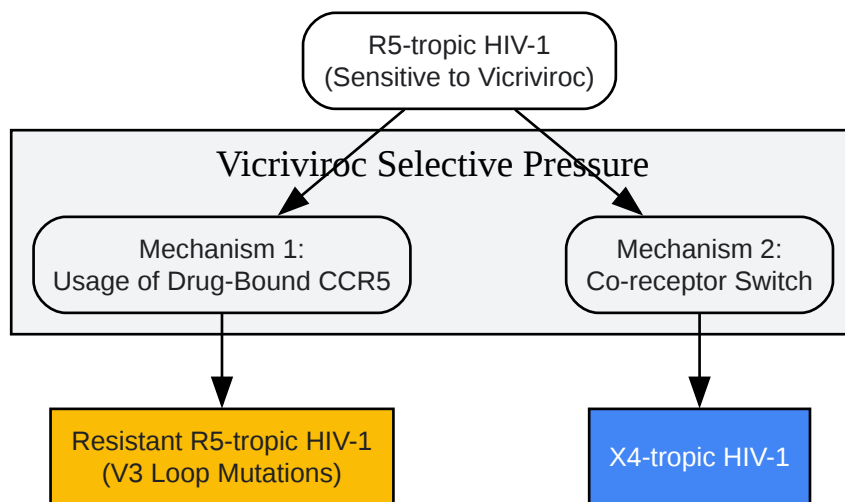 R5-tropic HIV-1
(Sensitive to Vicriviroc)
Vicriviroc Selective Pressure
Mechanism 1:
Usage of Drug-Bound CCR5
Mechanism 2:
Co-receptor Switch
Resistant R5-tropic HIV-1
(V3 Loop Mutations)
X4-tropic HIV-1